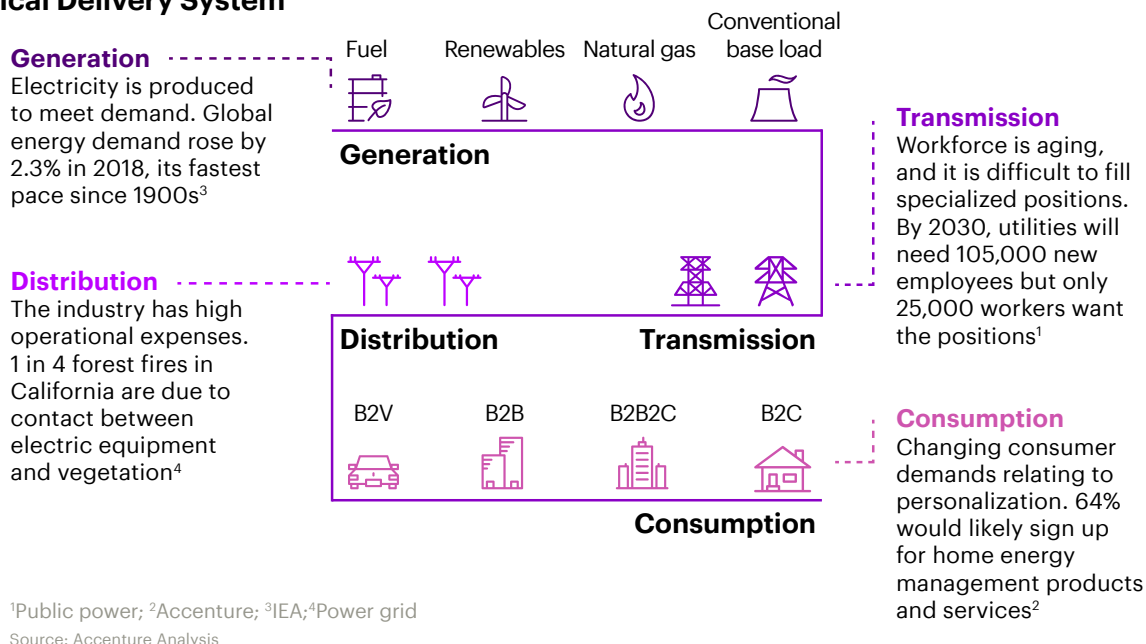 ical Delivery System
Generation
Electricity is produced
to meet demand. Global
energy demand rose by
2.3% in 2018, its fastest
pace since 1900s³
Fuel
Renewables
Natural gas
Conventional
base load
Generation
Transmission
Workforce is aging,
and it is difficult to fill
specialized positions.
By 2030, utilities will
need 105,000 new
employees but only
25,000 workers want
the positions¹
Distribution
The industry has high
operational expenses.
1 in 4 forest fires in
California are due to
contact between
electric equipment
and vegetation⁴
Distribution
Transmission
B2V
B2B
B2B2C
B2C
Consumption
Consumption
Changing consumer
demands relating to
personalization. 64%
would likely sign up
for home energy
management products
and services²
¹Public power; ²Accenture; ³IEA;⁴Power grid
Source: Accenture Analysis